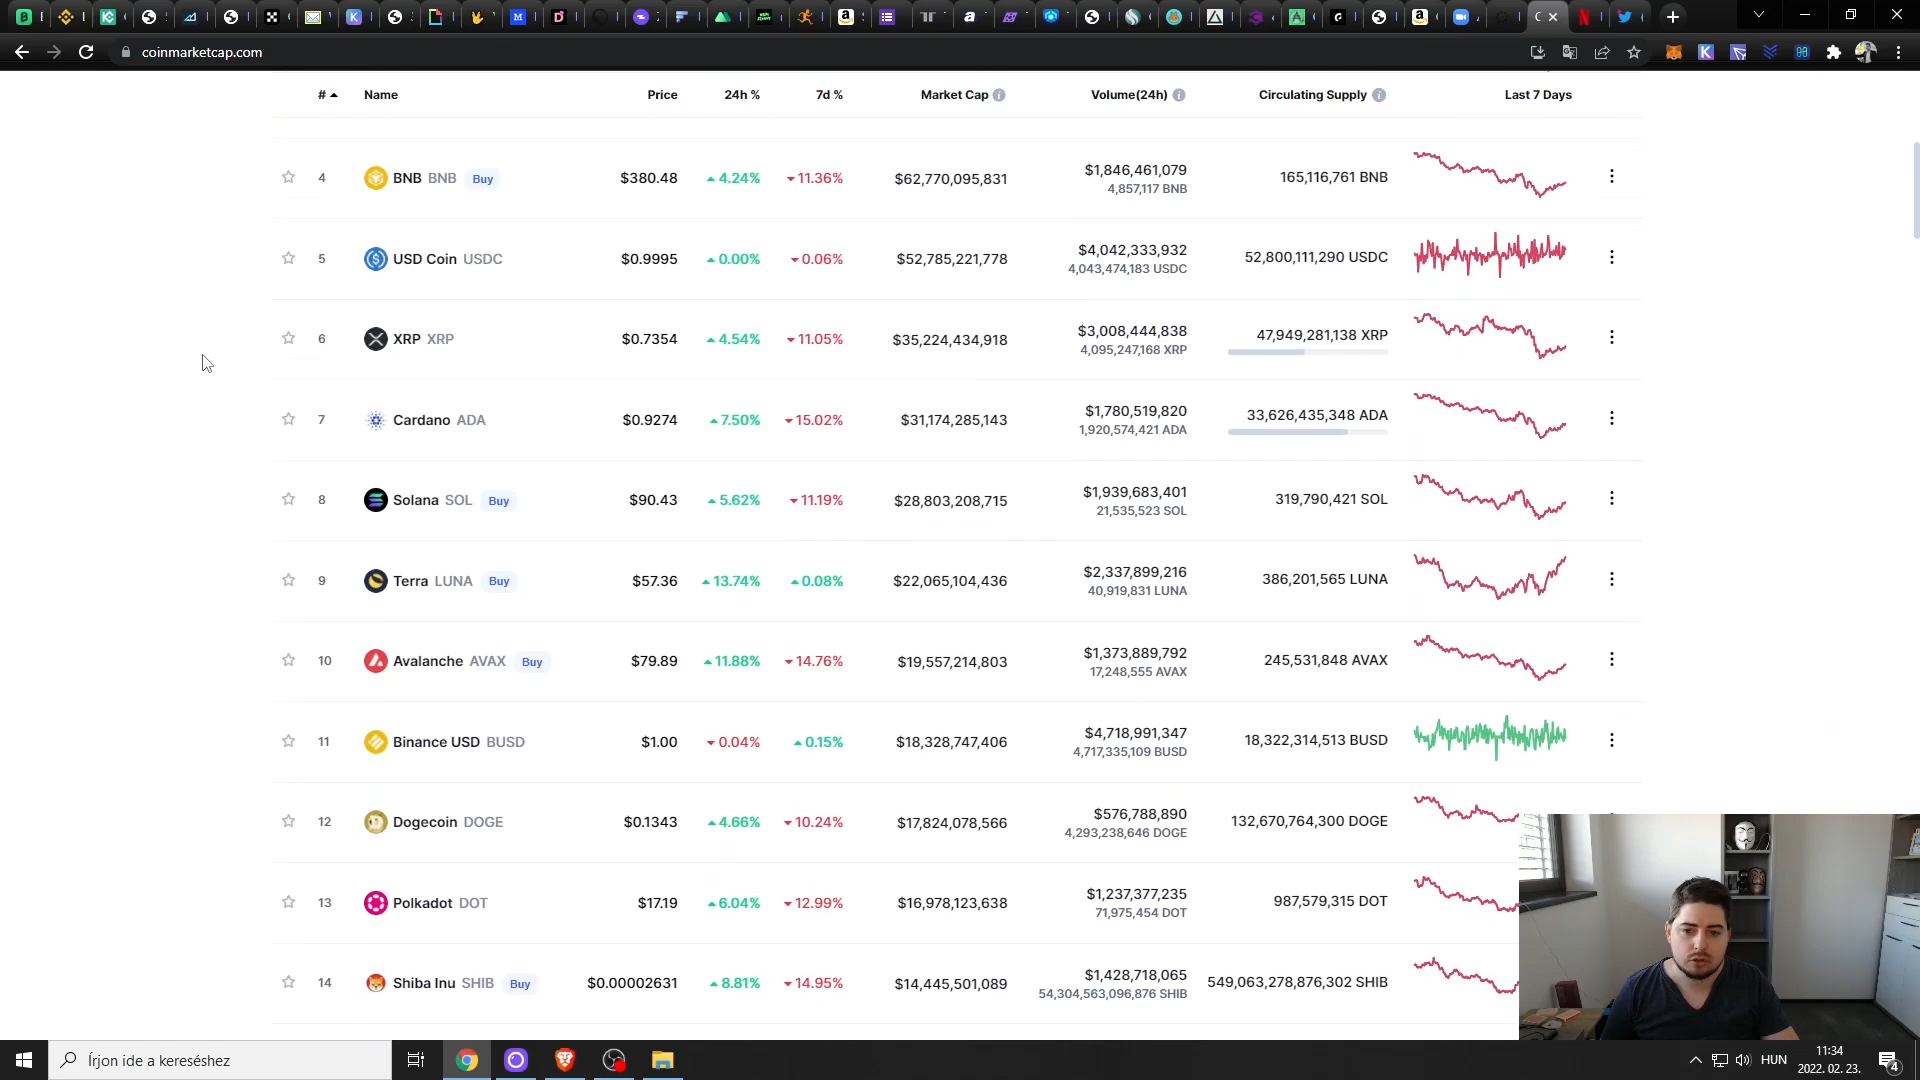 coinmarketcap.com
# Name Price 24h % 7d % Market Cap Volume(24h) Circulating Supply Last 7 Days
4 BNB BNB Buy $380.48 4.24% 11.36% $62,770,095,831 $1,846,461,079 165,116,761 BNB
4,857,117 BNB
5 USD Coin USDC $0.9995 0.00% 0.06% $52,785,221,778 $4,042,333,932 52,800,111,290 USDC
4,043,474,183 USDC
6 XRP XRP $0.7354 4.54% 11.05% $35,224,434,918 $3,008,444,838 47,949,281,138 XRP
4,095,247,168 XRP
7 Cardano ADA $0.9274 7.50% 15.02% $31,174,285,143 $1,780,519,820 33,626,435,348 ADA
1,920,574,421 ADA
8 Solana SOL Buy $90.43 5.62% 11.19% $28,803,208,715 $1,939,683,401 319,790,421 SOL
21,535,523 SOL
9 Terra LUNA Buy $57.36 13.74% 0.08% $22,065,104,436 $2,337,899,216 386,201,565 LUNA
40,919,831 LUNA
10 Avalanche AVAX Buy $79.89 11.88% 14.76% $19,557,214,803 $1,373,889,792 245,531,848 AVAX
17,248,555 AVAX
11 Binance USD BUSD $1.00 0.04% 0.15% $18,328,747,406 $4,718,991,347 18,322,314,513 BUSD
4,717,335,109 BUSD
12 Dogecoin DOGE $0.1343 4.66% 10.24% $17,824,078,566 $576,788,890 132,670,764,300 DOGE
4,293,238,646 DOGE
13 Polkadot DOT $17.19 6.04% 12.99% $16,978,123,638 $1,237,377,235 987,579,315 DOT
71,975,454 DOT
14 Shiba Inu SHIB Buy $0.00002631 8.81% 14.95% $14,445,501,089 $1,428,718,065 549,063,278,876,302 SHIB
54,304,563,096,876 SHIB
Írjon ide a kereséshez
HUN
11:34
2022. 02. 23.
4